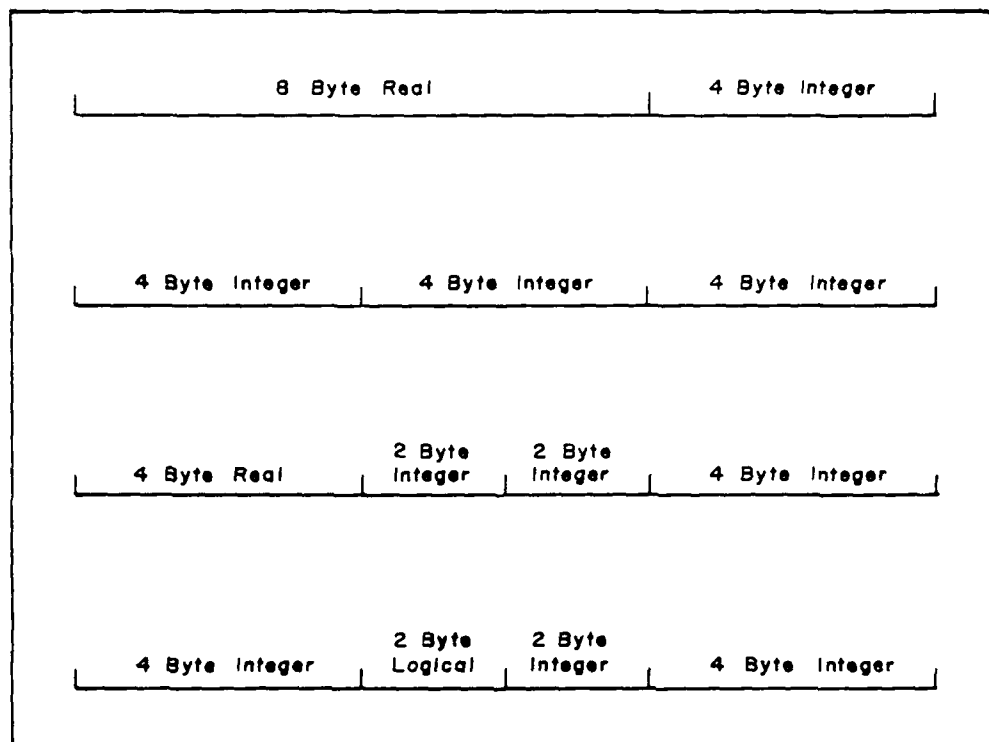 8 Byte Real 4 Byte Integer
4 Byte Integer 4 Byte Integer 4 Byte Integer
2 Byte 2 Byte
4 Byte Real Integer Integer 4 Byte Integer
2 Byte 2 Byte
4 Byte Integer Logical Integer 4 Byte Integer